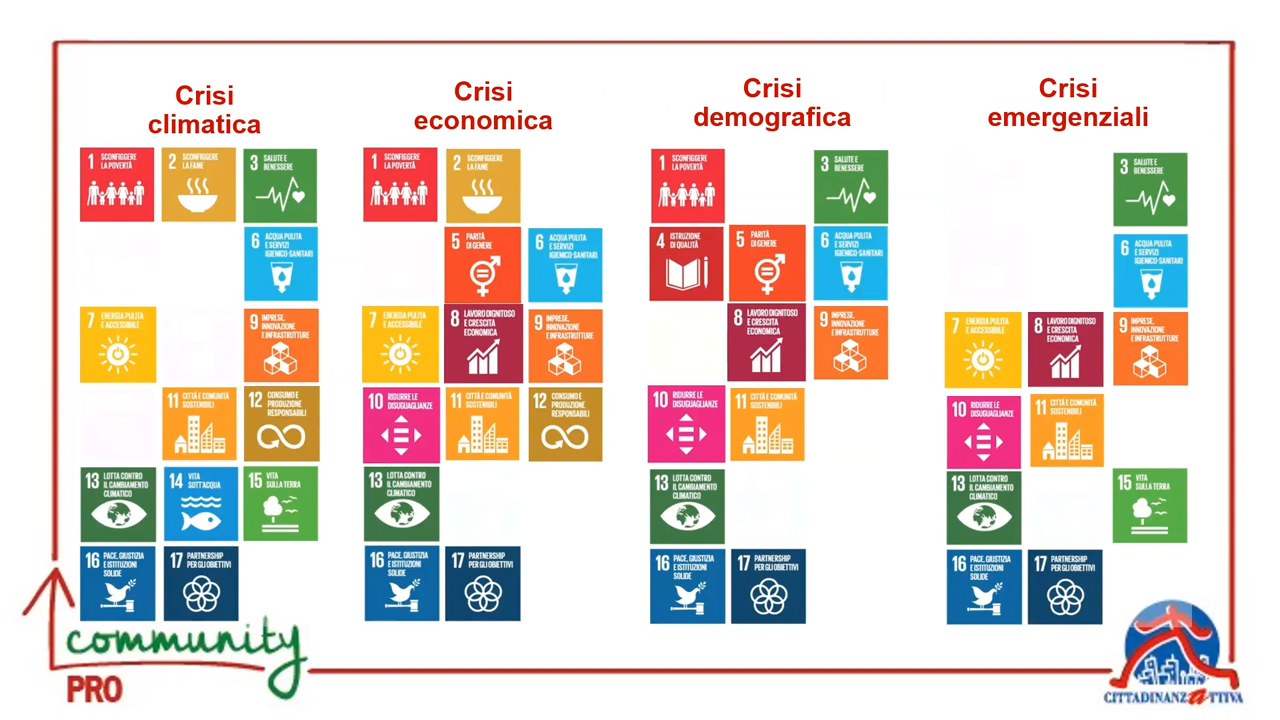 Crisi
climatica
1 SCONFIGGERE
LA POVERTÀ
2 SCONFIGGERE
LA FAME
3 SALUTE E
BENESSERE
6 ACQUA PULITA
E SERVIZI
IGIENICO-SANITARI
7 ENERGIA PULITA
E ACCESSIBILE
9 IMPRESE,
INNOVAZIONE
E INFRASTRUTTURE
11 CITTÀ E COMUNITÀ
SOSTENIBILI
12 CONSUMO E
PRODUZIONE
RESPONSABILI
13 LOTTA CONTRO
IL CAMBIAMENTO
CLIMATICO
14 VITA
SOTT'ACQUA
15 VITA
SULLA TERRA
16 PACE, GIUSTIZIA
E ISTITUZIONI
SOLIDE
17 PARTNERSHIP
PER GLI OBIETTIVI
Crisi
economica
1 SCONFIGGERE
LA POVERTÀ
2 SCONFIGGERE
LA FAME
5 PARITÀ
DI GENERE
6 ACQUA PULITA
E SERVIZI
IGIENICO-SANITARI
7 ENERGIA PULITA
E ACCESSIBILE
8 LAVORO DIGNITOSO
E CRESCITA
ECONOMICA
9 IMPRESE,
INNOVAZIONE
E INFRASTRUTTURE
10 RIDURRE LE
DISUGUAGLIANZE
11 CITTÀ E COMUNITÀ
SOSTENIBILI
12 CONSUMO E
PRODUZIONE
RESPONSABILI
13 LOTTA CONTRO
IL CAMBIAMENTO
CLIMATICO
16 PACE, GIUSTIZIA
E ISTITUZIONI
SOLIDE
17 PARTNERSHIP
PER GLI OBIETTIVI
Crisi
demografica
1 SCONFIGGERE
LA POVERTÀ
3 SALUTE E
BENESSERE
4 ISTRUZIONE
DI QUALITÀ
5 PARITÀ
DI GENERE
6 ACQUA PULITA
E SERVIZI
IGIENICO-SANITARI
8 LAVORO DIGNITOSO
E CRESCITA
ECONOMICA
9 IMPRESE,
INNOVAZIONE
E INFRASTRUTTURE
10 RIDURRE LE
DISUGUAGLIANZE
11 CITTÀ E COMUNITÀ
SOSTENIBILI
13 LOTTA CONTRO
IL CAMBIAMENTO
CLIMATICO
16 PACE, GIUSTIZIA
E ISTITUZIONI
SOLIDE
17 PARTNERSHIP
PER GLI OBIETTIVI
Crisi
emergenziali
3 SALUTE E
BENESSERE
6 ACQUA PULITA
E SERVIZI
IGIENICO-SANITARI
7 ENERGIA PULITA
E ACCESSIBILE
8 LAVORO DIGNITOSO
E CRESCITA
ECONOMICA
9 IMPRESE,
INNOVAZIONE
E INFRASTRUTTURE
10 RIDURRE LE
DISUGUAGLIANZE
11 CITTÀ E COMUNITÀ
SOSTENIBILI
13 LOTTA CONTRO
IL CAMBIAMENTO
CLIMATICO
15 VITA
SULLA TERRA
16 PACE, GIUSTIZIA
E ISTITUZIONI
SOLIDE
17 PARTNERSHIP
PER GLI OBIETTIVI
community
PRO
CITTADINANZATTIVA